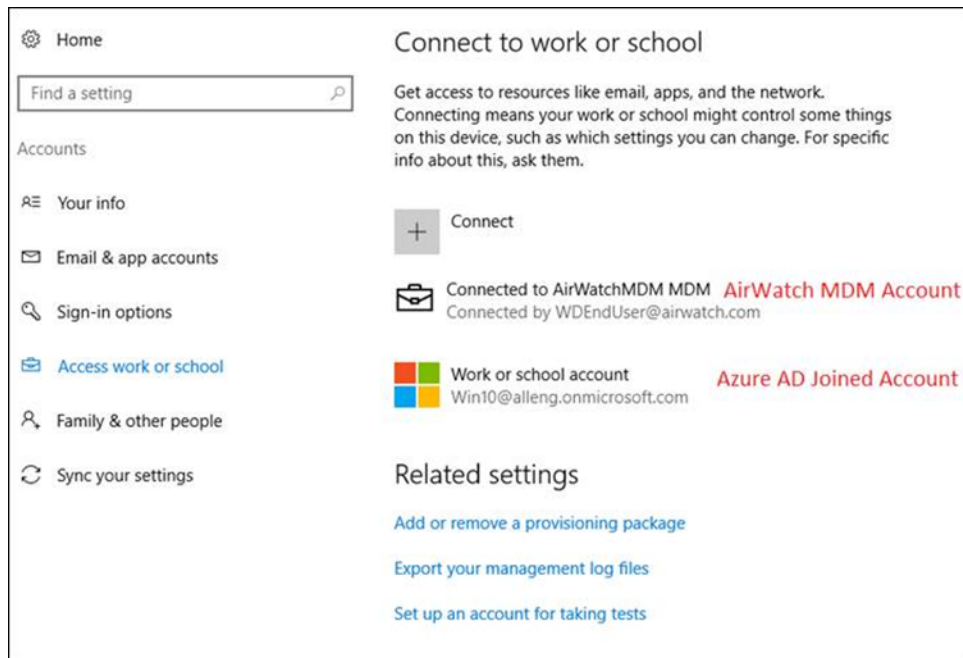 Home
Find a setting
Accounts
Your info
Email & app accounts
Sign-in options
Access work or school
Family & other people
Sync your settings
Connect to work or school
Get access to resources like email, apps, and the network.
Connecting means your work or school might control some things
on this device, such as which settings you can change. For specific
info about this, ask them.
Connect
Connected to AirWatchMDM MDM AirWatch MDM Account
Connected by WDEndUser@airwatch.com
Work or school account Azure AD Joined Account
Win10@alleng.onmicrosoft.com
Related settings
Add or remove a provisioning package
Export your management log files
Set up an account for taking tests